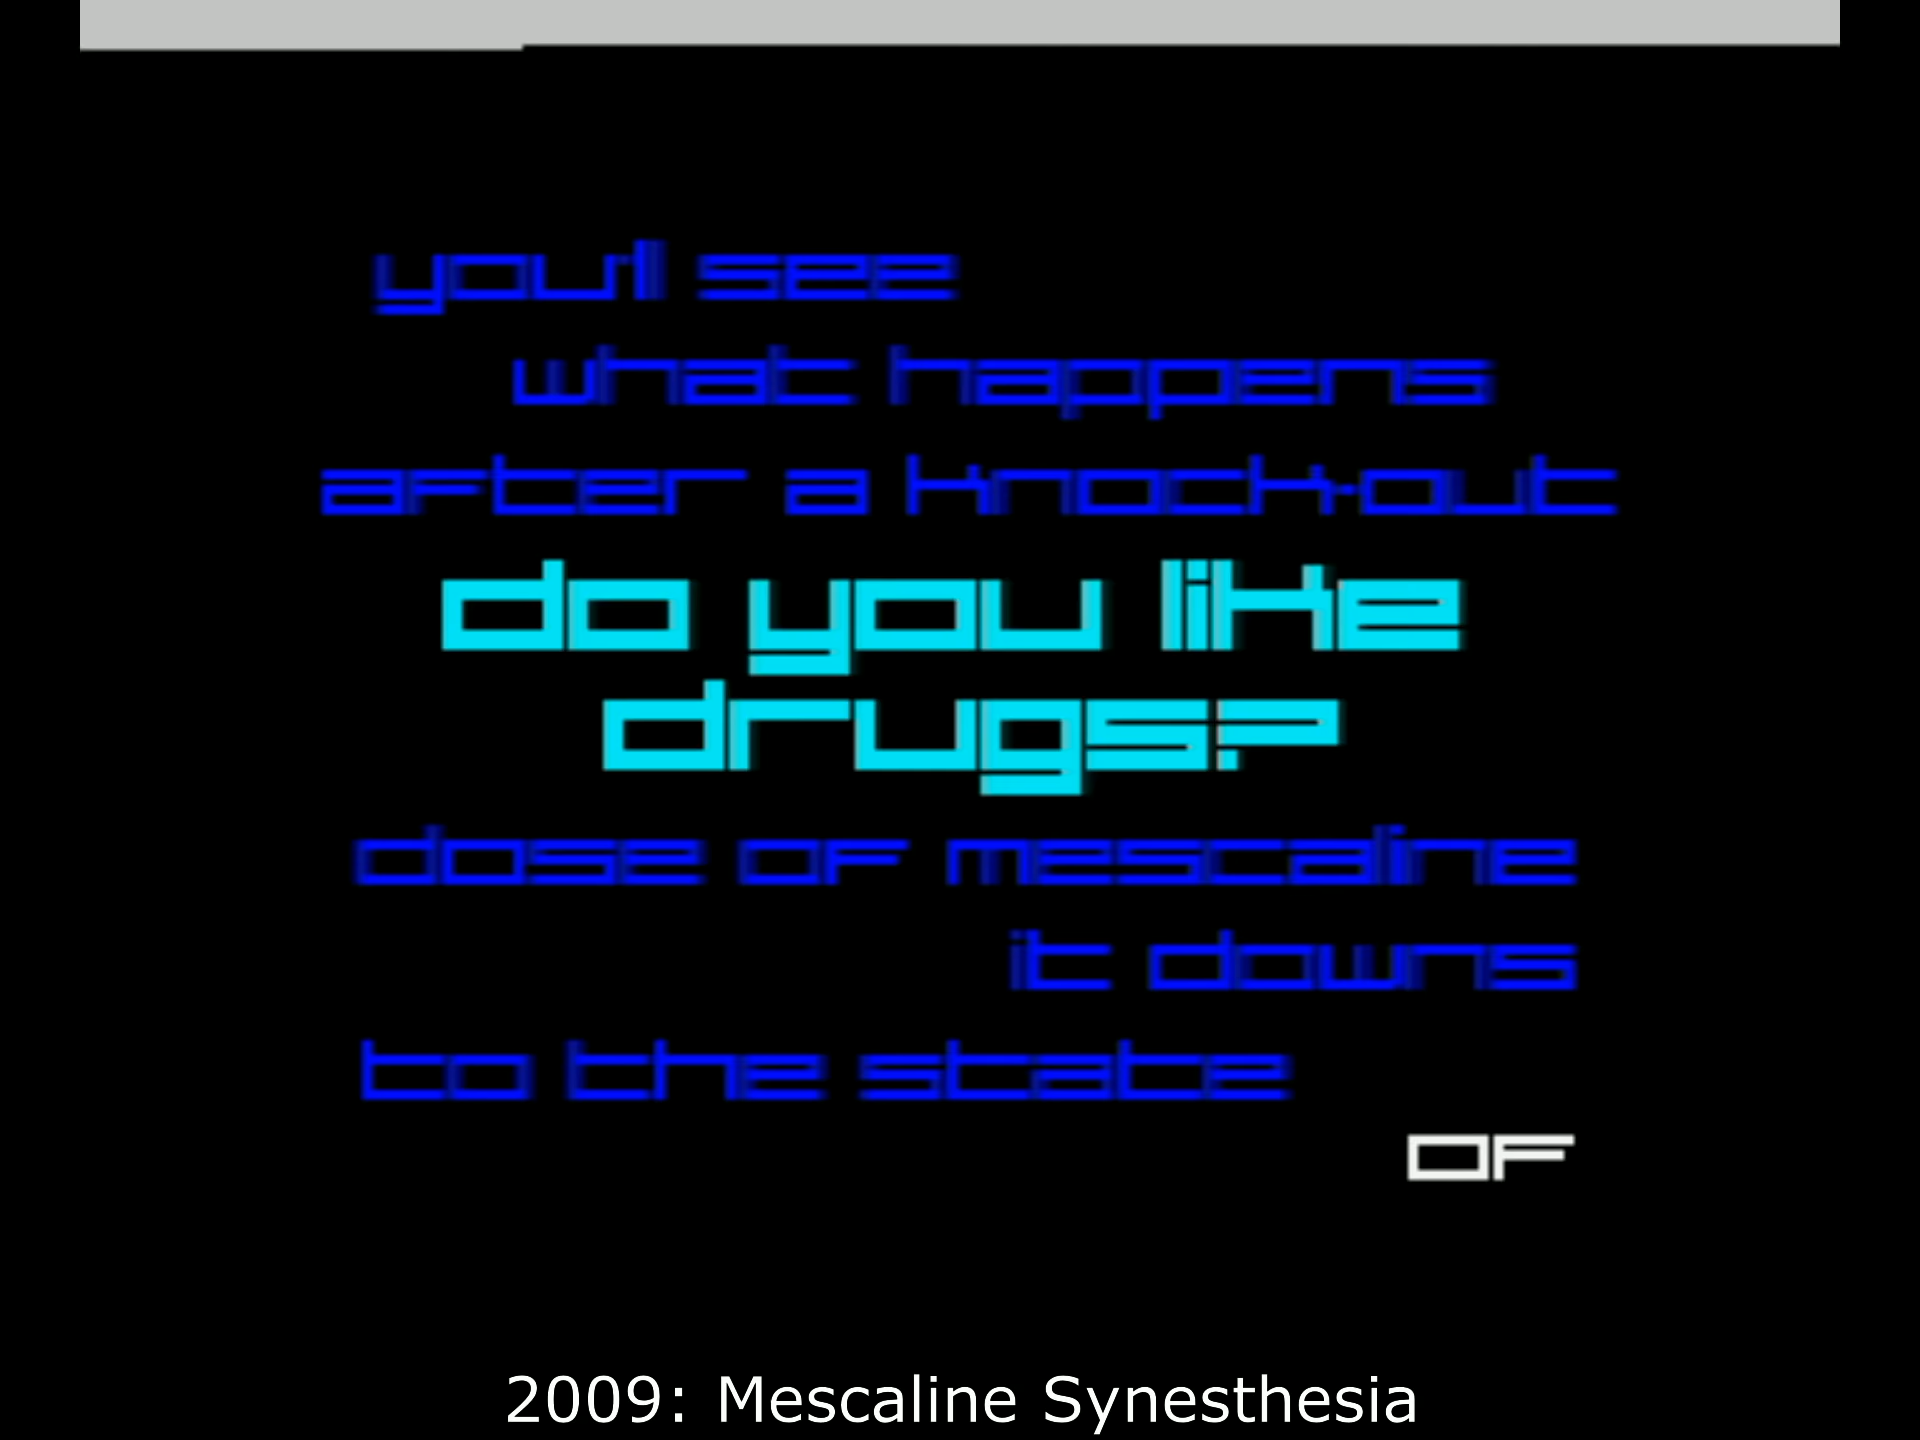 you'll see
what happens
after a knock-out
do you like
drugs?
dose of mescaline
it downs
to the state
OF
2009: Mescaline Synesthesia